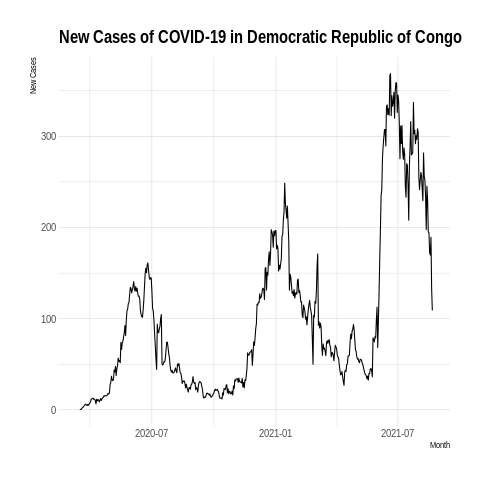 New Cases of COVID-19 in Democratic Republic of Congo
New Cases
300
200
100
0
2020-07
2021-01
2021-07
Month